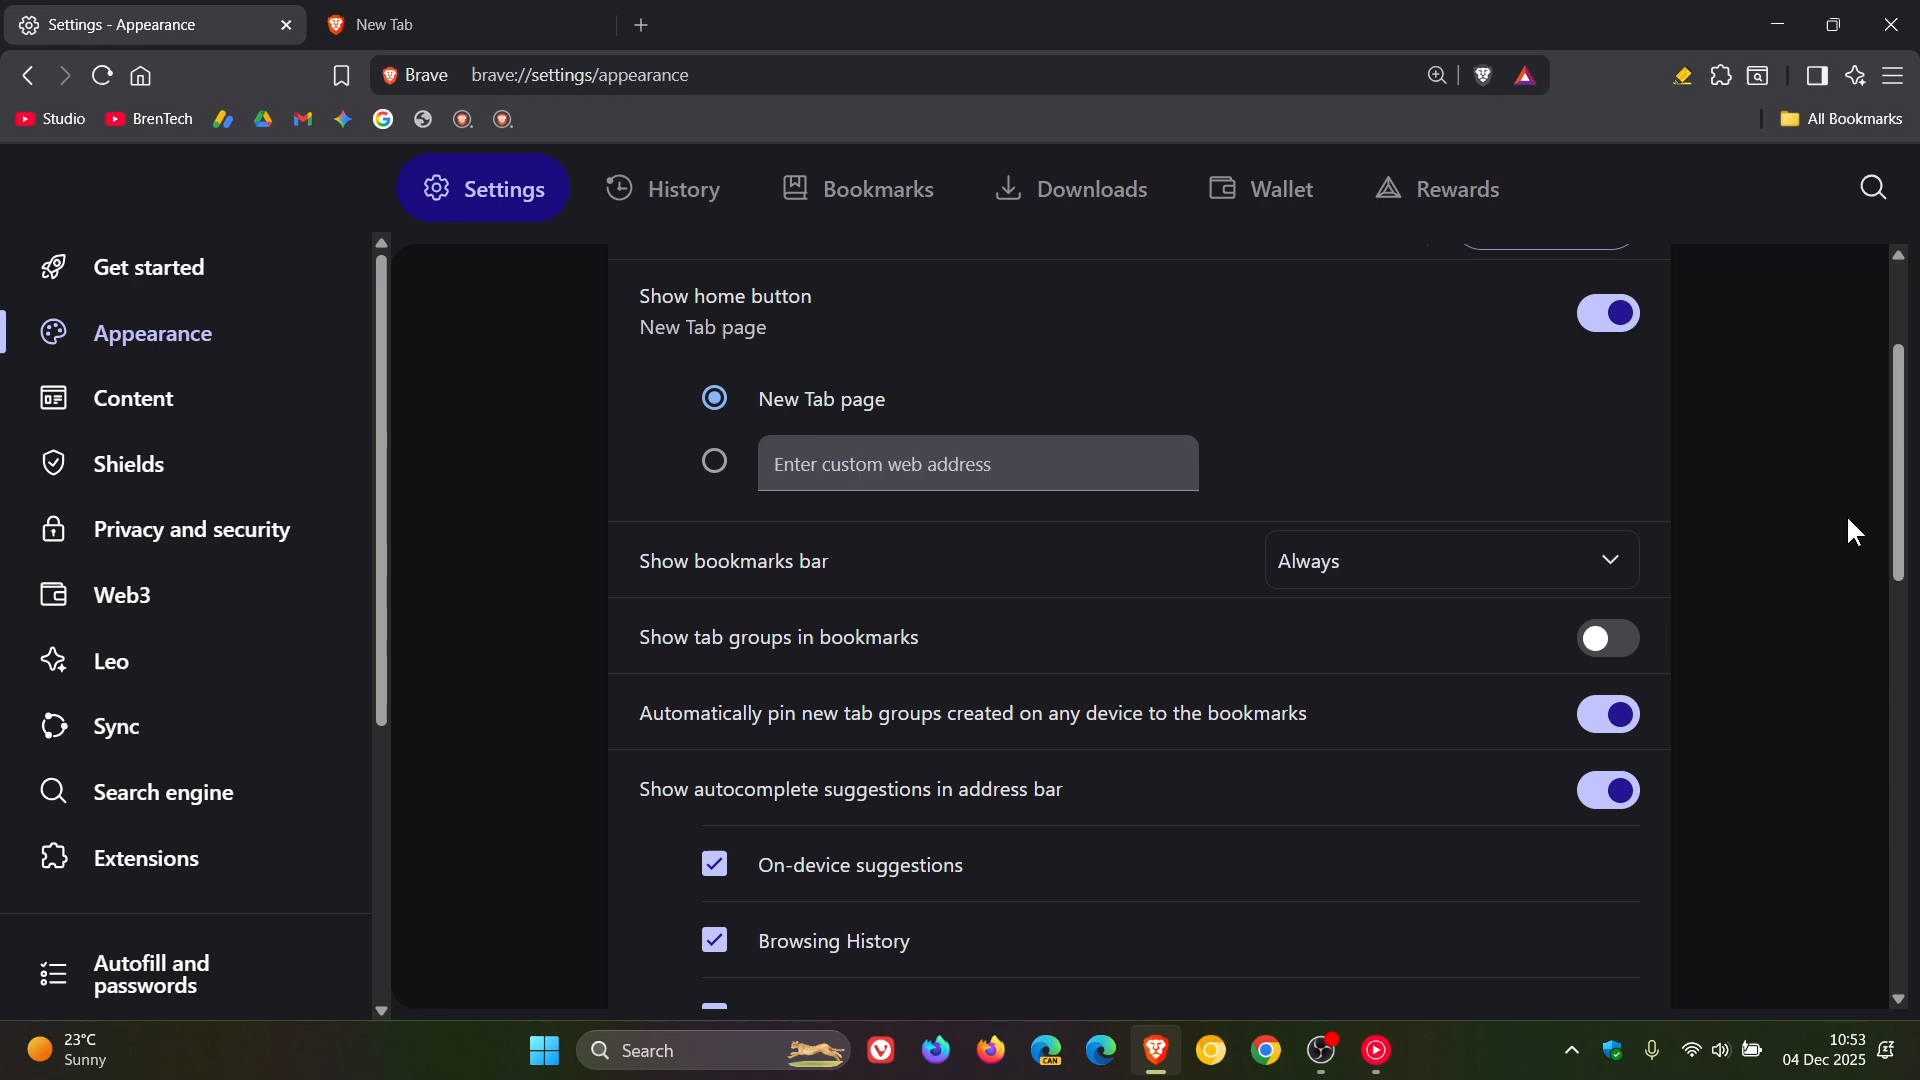 Settings - Appearance
New Tab
Brave brave://settings/appearance
Studio BrenTech All Bookmarks
Settings History Bookmarks Downloads Wallet Rewards
Get started
Appearance
Content
Shields
Privacy and security
Web3
Leo
Sync
Search engine
Extensions
Autofill and
passwords
Show home button
New Tab page
New Tab page
Enter custom web address
Show bookmarks bar Always
Show tab groups in bookmarks
Automatically pin new tab groups created on any device to the bookmarks
Show autocomplete suggestions in address bar
On-device suggestions
Browsing History
23°C
Sunny
Search
CAN
10:53
04 Dec 2025